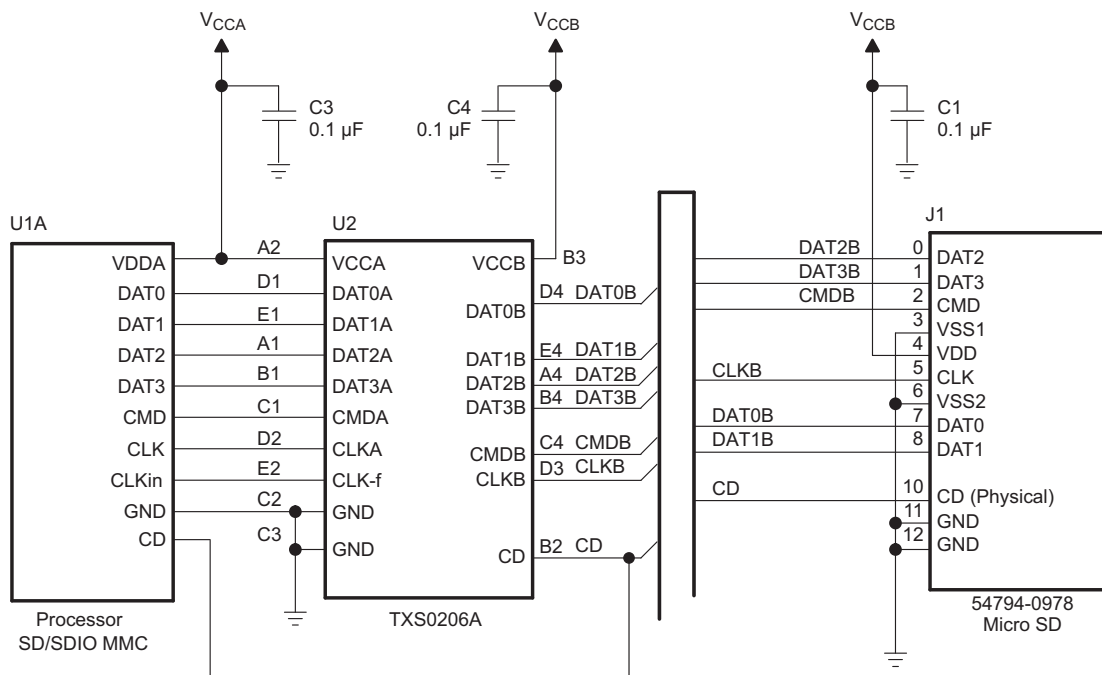 VCCA
VCCB
VCCB
C3
0.1 µF
C4
0.1 µF
C1
0.1 µF
U1A
VDDA
DAT0
DAT1
DAT2
DAT3
CMD
CLK
CLKin
GND
CD
Processor
SD/SDIO MMC
A2
D1
E1
A1
B1
C1
D2
E2
C2
C3
U2
VCCA
DAT0A
DAT1A
DAT2A
DAT3A
CMDA
CLKA
CLK-f
GND
GND
VCCB
DAT0B
DAT1B
DAT2B
DAT3B
CMDB
CLKB
CD
TXS0206A
B3
D4 DAT0B
E4 DAT1B
A4 DAT2B
B4 DAT3B
C4 CMDB
D3 CLKB
B2 CD
J1
DAT2B 0 DAT2
DAT3B 1 DAT3
CMDB 2 CMD
3 VSS1
4 VDD
CLKB 5 CLK
6 VSS2
DAT0B 7 DAT0
DAT1B 8 DAT1
CD 10 CD (Physical)
11 GND
12 GND
54794-0978
Micro SD